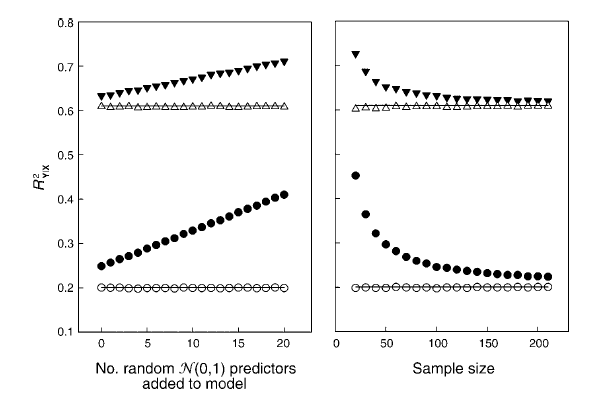 0.8
0.7
0.6
0.5
0.4
0.3
0.2
0.1
R²Y|X
0 5 10 15 20
0 50 100 150 200
No. random 𝒩(0,1) predictors
added to model
Sample size